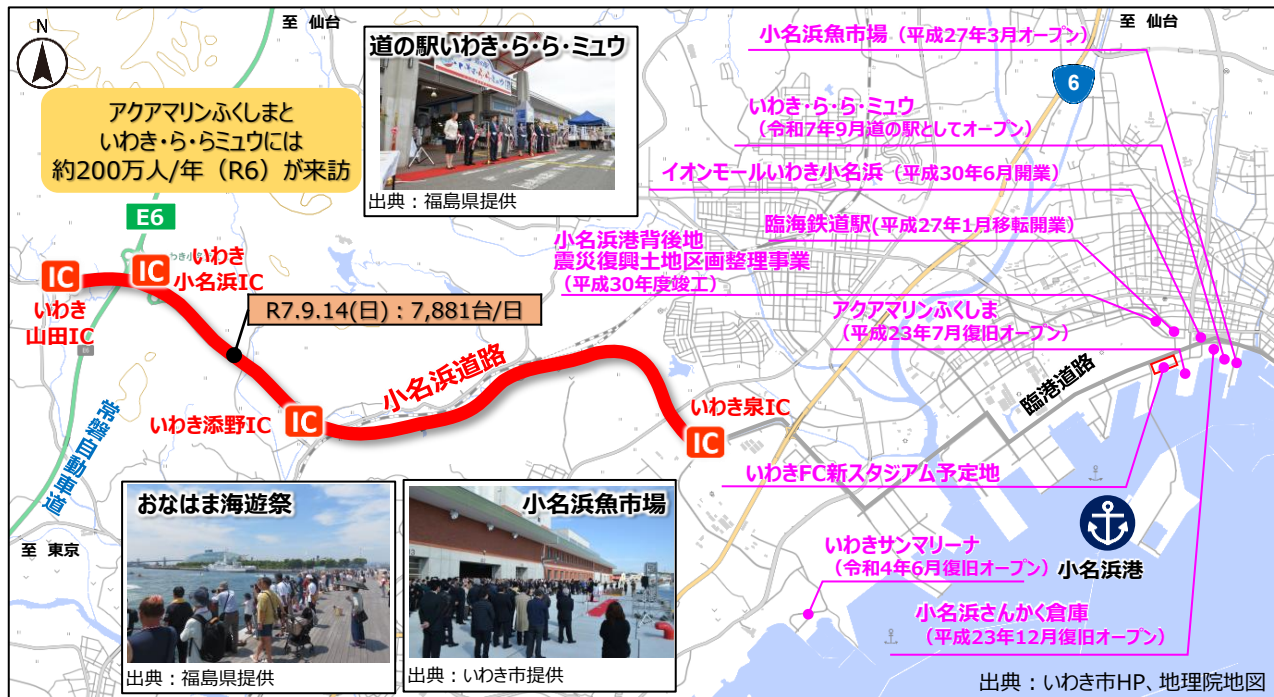 N
至 仙台
道の駅いわき・ら・ら・ミュウ
出典：福島県提供
至 仙台
小名浜魚市場（平成27年3月オープン）
6
アクアマリンふくしまと
いわき・ら・らミュウには
約200万人/年（R6）が来訪
いわき・ら・ら・ミュウ
（令和7年9月道の駅としてオープン）
イオンモールいわき小名浜（平成30年6月開業）
臨海鉄道駅(平成27年1月移転開業）
小名浜港背後地
震災復興土地区画整理事業
（平成30年度竣工）
アクアマリンふくしま
（平成23年7月復旧オープン）
E6
IC
いわき
山田IC
IC
いわき
小名浜IC
R7.9.14(日)：7,881台/日
小名浜道路
いわき添野IC
IC
いわき泉IC
IC
臨港道路
常磐自動車道
至 東京
いわきFC新スタジアム予定地
いわきサンマリーナ
（令和4年6月復旧オープン）
小名浜港
小名浜さんかく倉庫
（平成23年12月復旧オープン）
おなはま海遊祭
出典：福島県提供
小名浜魚市場
出典：いわき市提供
出典：いわき市HP、地理院地図